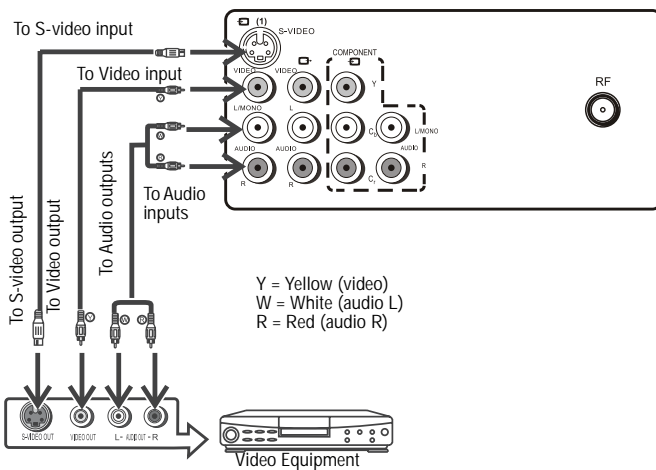 (1)
S-VIDEO
To S-video input
COMPONENT
To Video input
VIDEO VIDEO
Y
RF
Y
L/MONO L
W
Cb
L/MONO
AUDIO AUDIO
AUDIO
R
R R
Cr
R
To Audio
inputs
To Audio outputs
To S-video output
To Video output
Y = Yellow (video)
W = White (audio L)
R = Red (audio R)
Y
W R
S-VIDEO OUT VIDEO OUT L- AUDIO OUT -R
Video Equipment